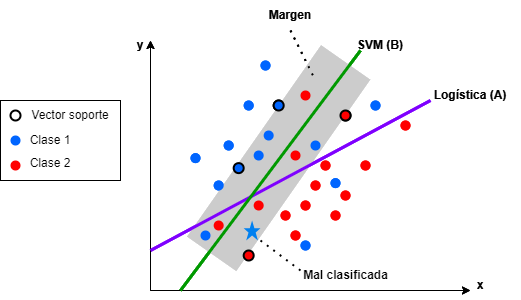 Margen
y
SVM (B)
Logística (A)
Vector soporte
Clase 1
Clase 2
Mal clasificada
x